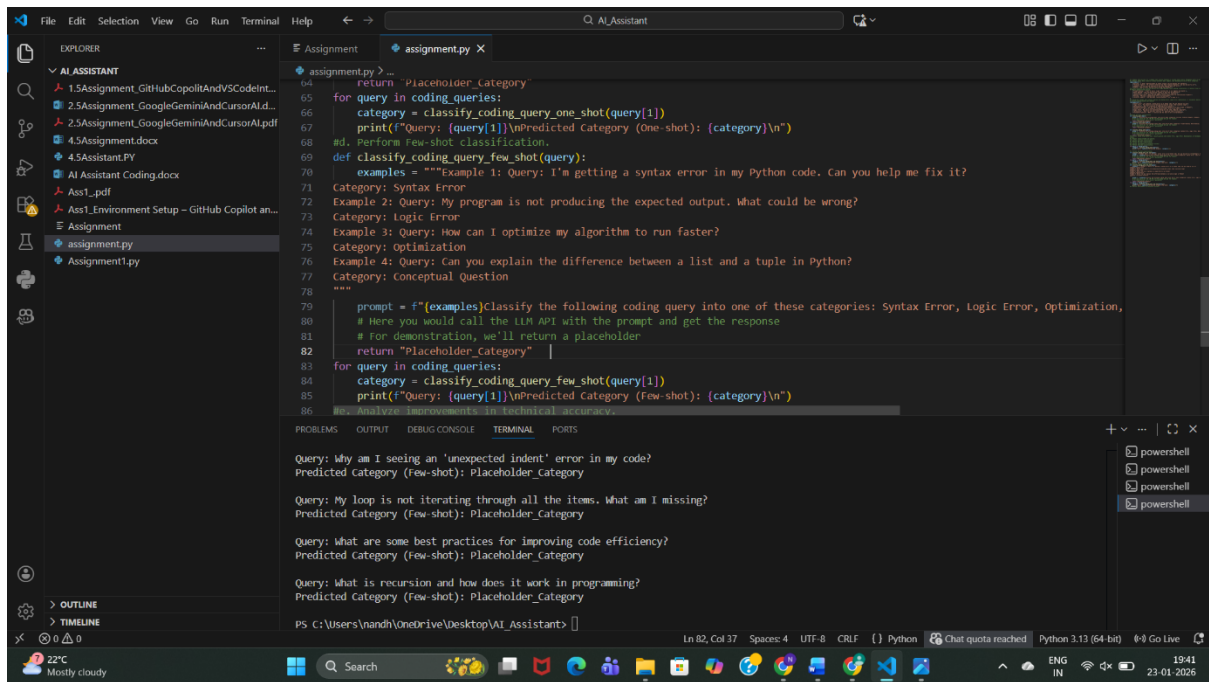 File Edit Selection View Go Run Terminal Help
AI_Assistant
EXPLORER
AI_ASSISTANT
1.5Assignment_GitHubCopolitAndVSCodeInt...
2.5Assignment_GoogleGeminiAndCursorAI.d...
2.5Assignment_GoogleGeminiAndCursorAI.pdf
4.5Assignment.docx
4.5Assistant.PY
AI Assistant Coding.docx
Ass1_.pdf
Ass1_Environment Setup – GitHub Copilot an...
Assignment
assignment.py
Assignment1.py
OUTLINE
TIMELINE
Assignment
assignment.py
assignment.py > ...
64 return "Placeholder_Category"
65 for query in coding_queries:
66 category = classify_coding_query_one_shot(query[1])
67 print(f"Query: {query[1]}\nPredicted Category (One-shot): {category}\n")
68 #d. Perform Few-shot classification.
69 def classify_coding_query_few_shot(query):
70 examples = """Example 1: Query: I'm getting a syntax error in my Python code. Can you help me fix it?
71 Category: Syntax Error
72 Example 2: Query: My program is not producing the expected output. What could be wrong?
73 Category: Logic Error
74 Example 3: Query: How can I optimize my algorithm to run faster?
75 Category: Optimization
76 Example 4: Query: Can you explain the difference between a list and a tuple in Python?
77 Category: Conceptual Question
78 """
79 prompt = f"{examples}Classify the following coding query into one of these categories: Syntax Error, Logic Error, Optimization,
80 # Here you would call the LLM API with the prompt and get the response
81 # For demonstration, we'll return a placeholder
82 return "Placeholder_Category"
83 for query in coding_queries:
84 category = classify_coding_query_few_shot(query[1])
85 print(f"Query: {query[1]}\nPredicted Category (Few-shot): {category}\n")
86 #e. Analyze improvements in technical accuracy.
PROBLEMS OUTPUT DEBUG CONSOLE TERMINAL PORTS
Query: Why am I seeing an 'unexpected indent' error in my code?
Predicted Category (Few-shot): Placeholder_Category
Query: My loop is not iterating through all the items. What am I missing?
Predicted Category (Few-shot): Placeholder_Category
Query: What are some best practices for improving code efficiency?
Predicted Category (Few-shot): Placeholder_Category
Query: What is recursion and how does it work in programming?
Predicted Category (Few-shot): Placeholder_Category
PS C:\Users\nandh\OneDrive\Desktop\AI_Assistant>
powershell
powershell
powershell
powershell
0 0 Ln 82, Col 37 Spaces: 4 UTF-8 CRLF {} Python Chat quota reached Python 3.13 (64-bit) Go Live
7
22°C
Mostly cloudy
Search
ENG
IN
19:41
23-01-2026